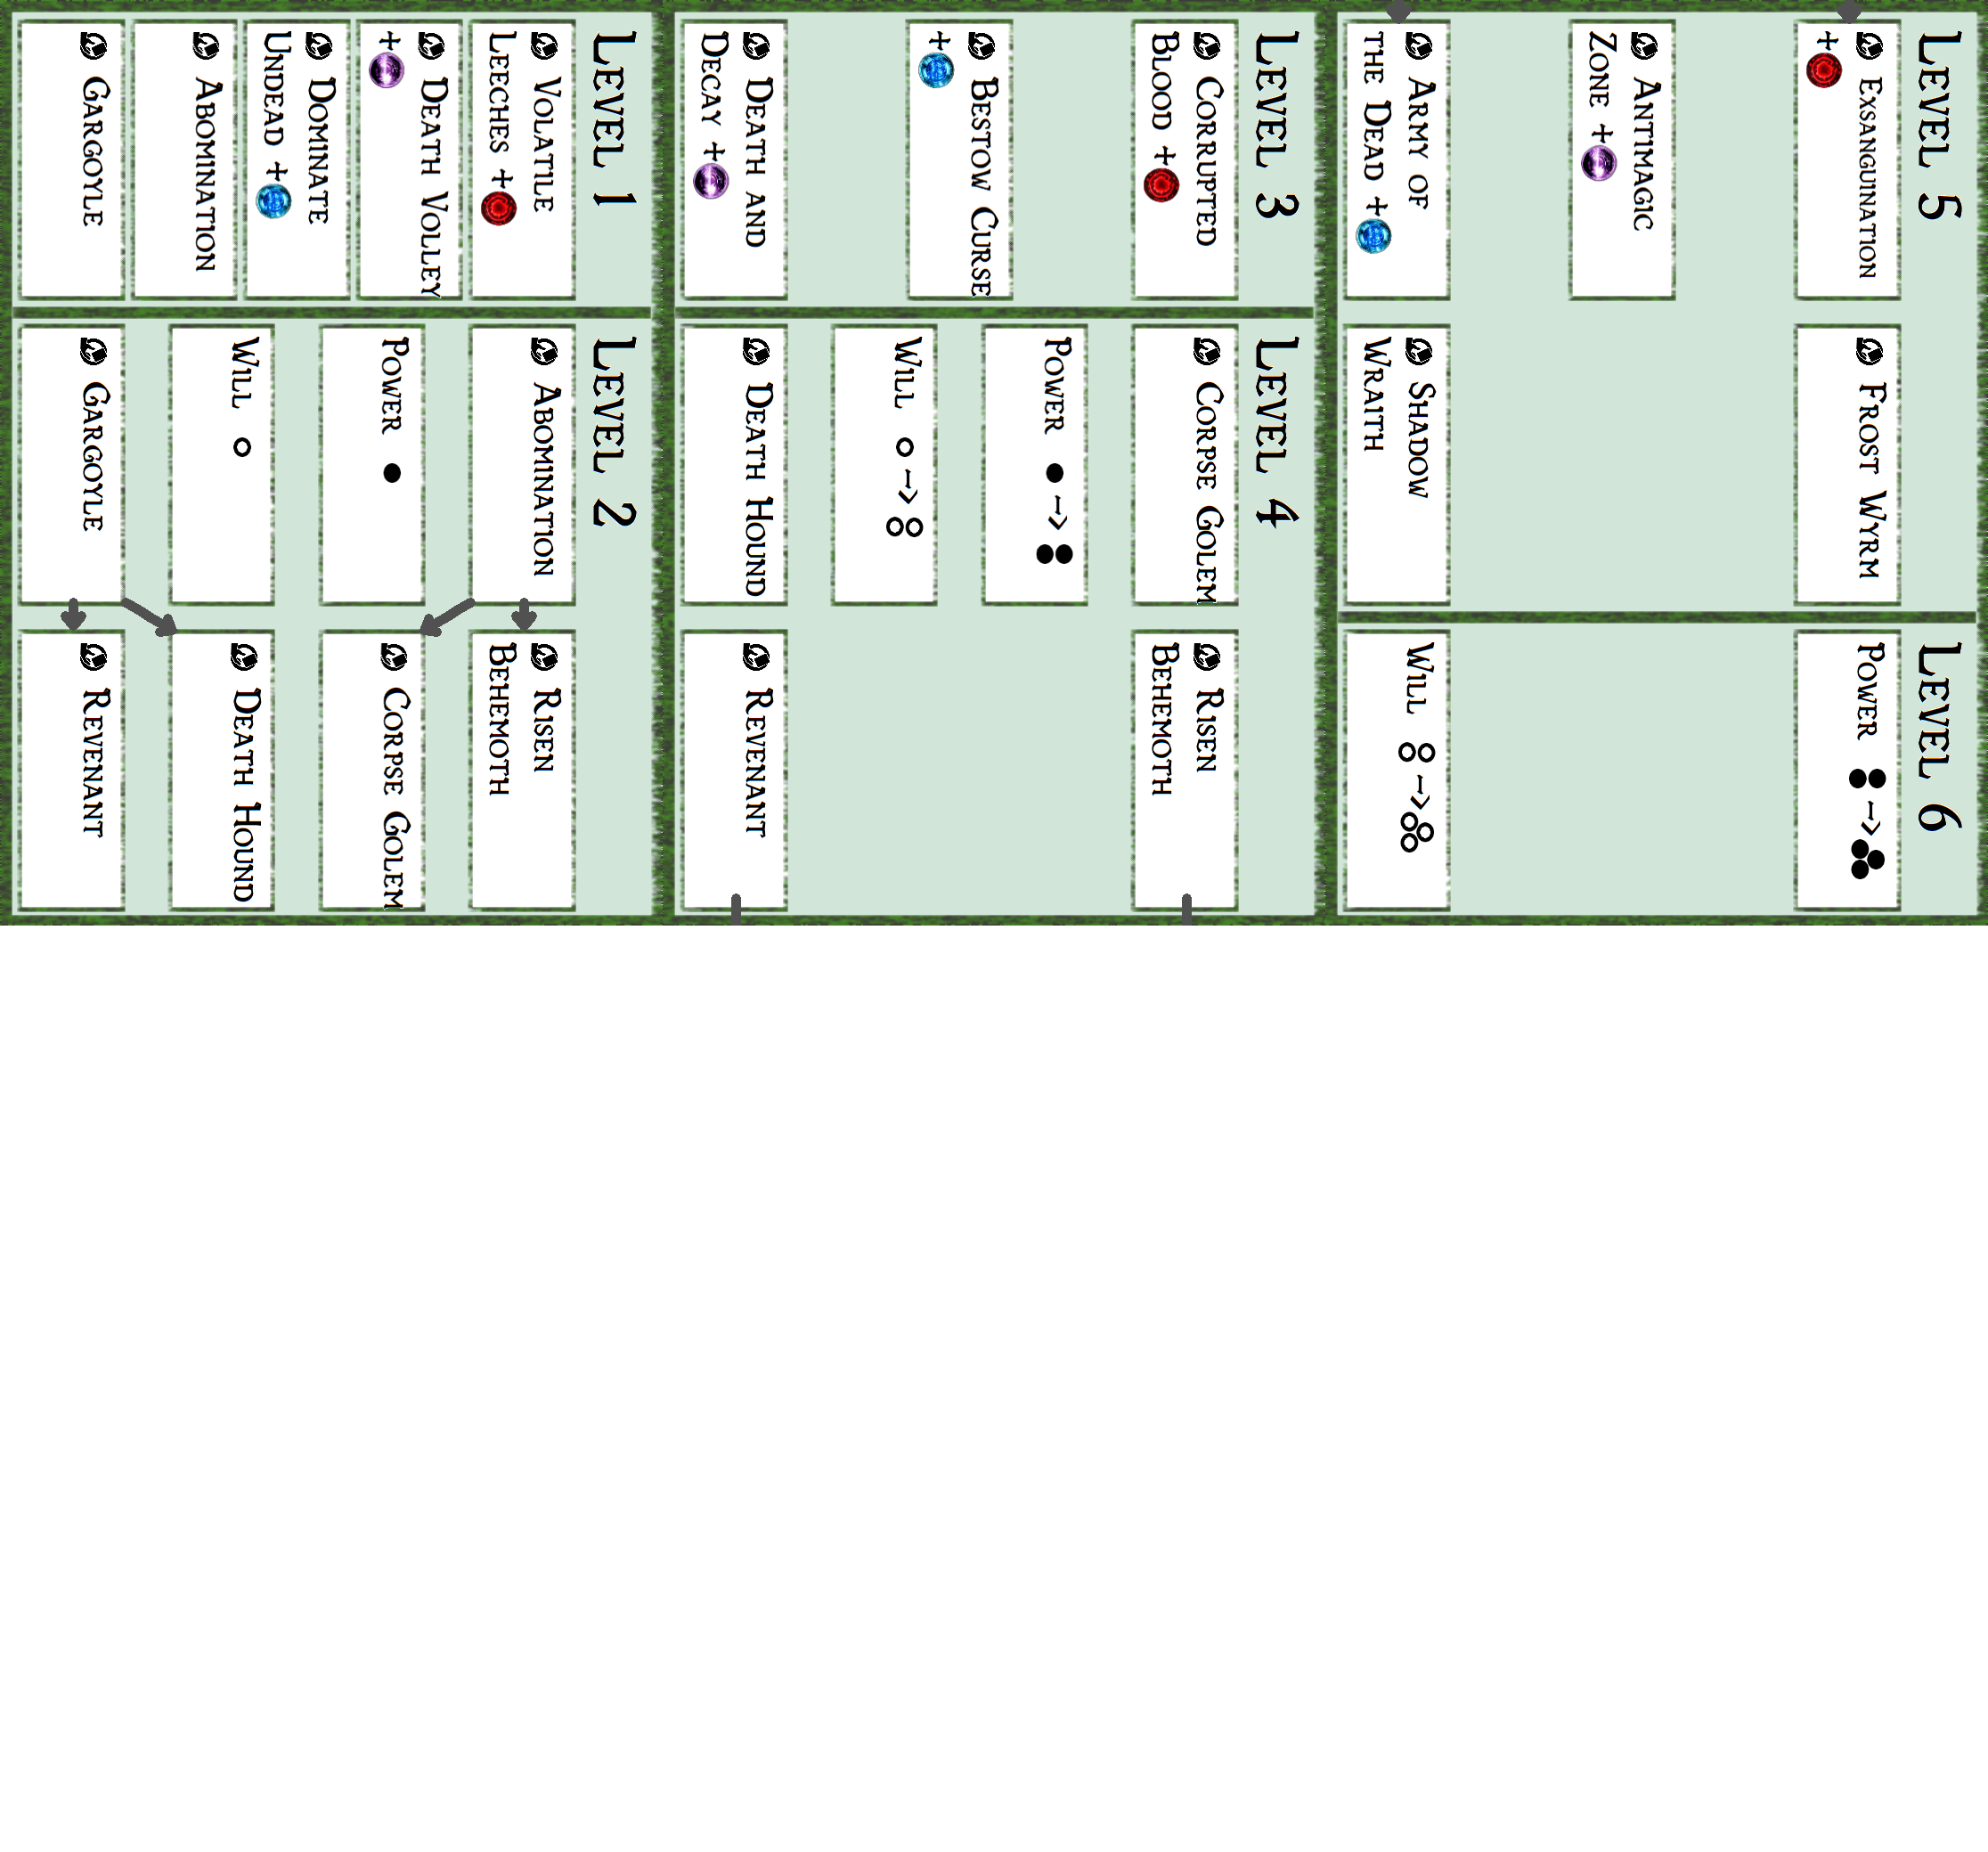 Level 5
Exsanguination
+
Antimagic
Zone +
Army of
the Dead +
Frost Wyrm
Shadow
Wraith
Level 6
Power ●● → ●●●
Will ○○ → ○○○
Level 3
Corrupted
Blood +
Bestow Curse
+
Death and
Decay +
Level 4
Corpse Golem
Power ● → ●●
Will ○ → ○○
Death Hound
Risen
Behemoth
Revenant
Level 1
Volatile
Leeches +
Death Volley
+
Dominate
Undead +
Abomination
Gargoyle
Level 2
Abomination
Power ●
Will ○
Gargoyle
Risen
Behemoth
Corpse Golem
Death Hound
Revenant